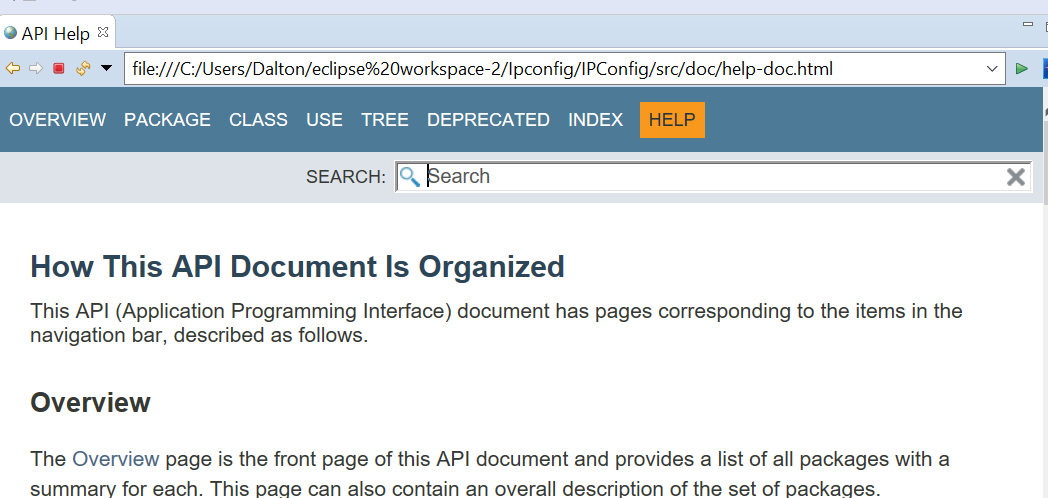 API Help
file:///C:/Users/Dalton/eclipse%20workspace-2/Ipconfig/IPConfig/src/doc/help-doc.html
OVERVIEW PACKAGE CLASS USE TREE DEPRECATED INDEX HELP
SEARCH: Search
How This API Document Is Organized
This API (Application Programming Interface) document has pages corresponding to the items in the
navigation bar, described as follows.
Overview
The Overview page is the front page of this API document and provides a list of all packages with a
summary for each. This page can also contain an overall description of the set of packages.